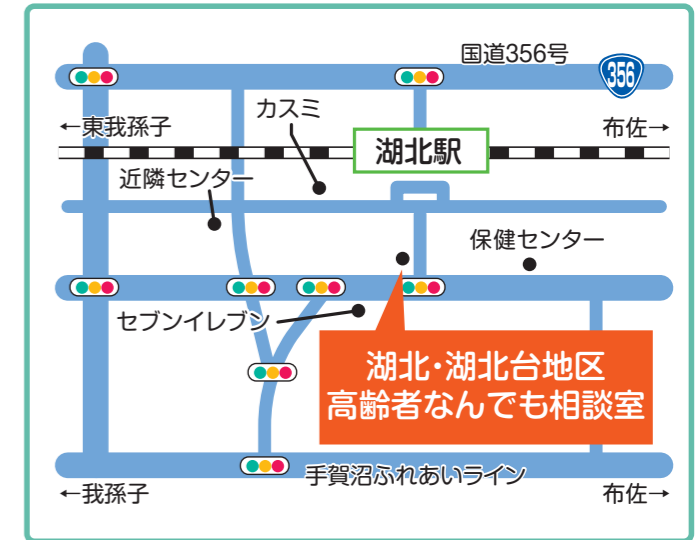 国道356号
356
カスミ
←東我孫子
布佐→
湖北駅
近隣センター
保健センター
セブンイレブン
湖北・湖北台地区
高齢者なんでも相談室
手賀沼ふれあいライン
←我孫子
布佐→